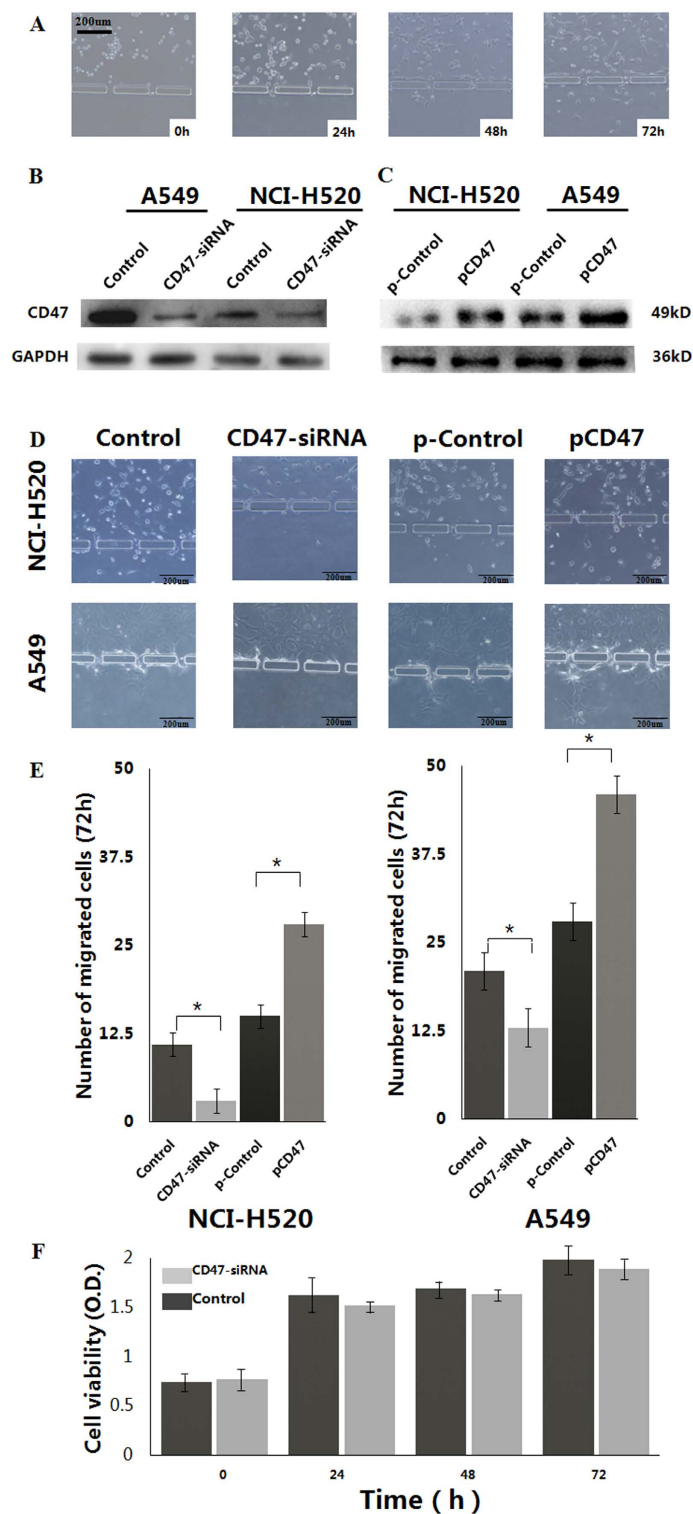 A
200um
0h
24h
48h
72h
B
C
A549
NCI-H520
NCI-H520
A549
Control
CD47-siRNA
Control
CD47-siRNA
p-Control
pCD47
p-Control
pCD47
CD47
49kD
GAPDH
36kD
D
Control
CD47-siRNA
p-Control
pCD47
NCI-H520
200um
200um
200um
200um
A549
200um
200um
200um
200um
E
Number of migrated cells (72h)
50
37.5
25
12.5
0
*
*
Control
CD47-siRNA
p-Control
pCD47
NCI-H520
Number of migrated cells (72h)
50
37.5
25
12.5
0
*
*
Control
CD47-siRNA
p-Control
pCD47
A549
F
Cell viability (O.D.)
2
1.5
1
0.5
0
CD47-siRNA
Control
0
24
48
72
Time ( h )